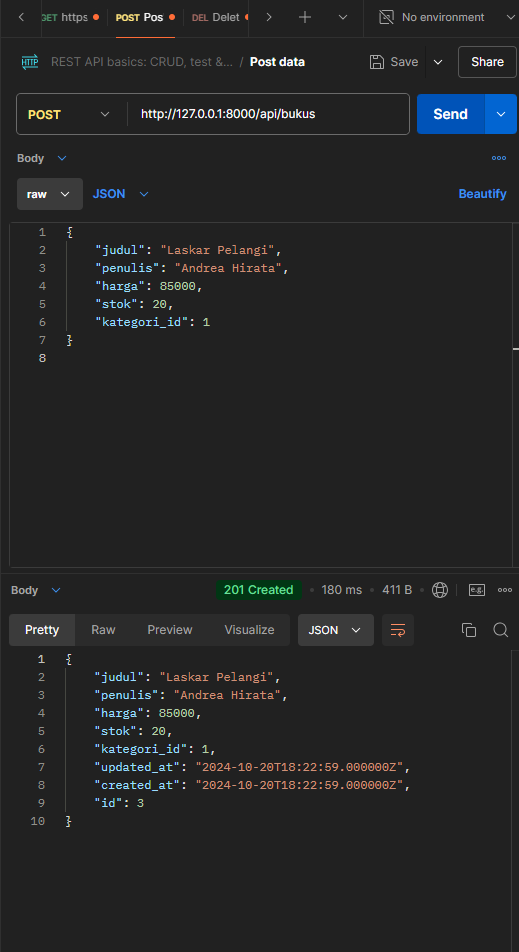 GET https POST Pos DEL Delet No environment
HTTP REST API basics: CRUD, test &... / Post data Save Share
POST http://127.0.0.1:8000/api/bukus Send
Body
raw JSON Beautify
1 {
2 "judul": "Laskar Pelangi",
3 "penulis": "Andrea Hirata",
4 "harga": 85000,
5 "stok": 20,
6 "kategori_id": 1
7 }
8
Body 201 Created 180 ms 411 B e.g.
Pretty Raw Preview Visualize JSON
1 {
2 "judul": "Laskar Pelangi",
3 "penulis": "Andrea Hirata",
4 "harga": 85000,
5 "stok": 20,
6 "kategori_id": 1,
7 "updated_at": "2024-10-20T18:22:59.000000Z",
8 "created_at": "2024-10-20T18:22:59.000000Z",
9 "id": 3
10 }